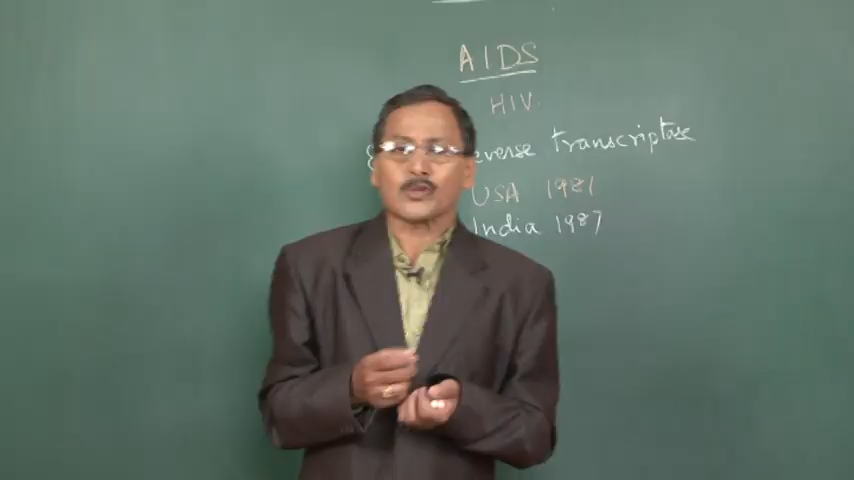 AIDS
HIV.
everse transcriptase
USA 1981
India 1987